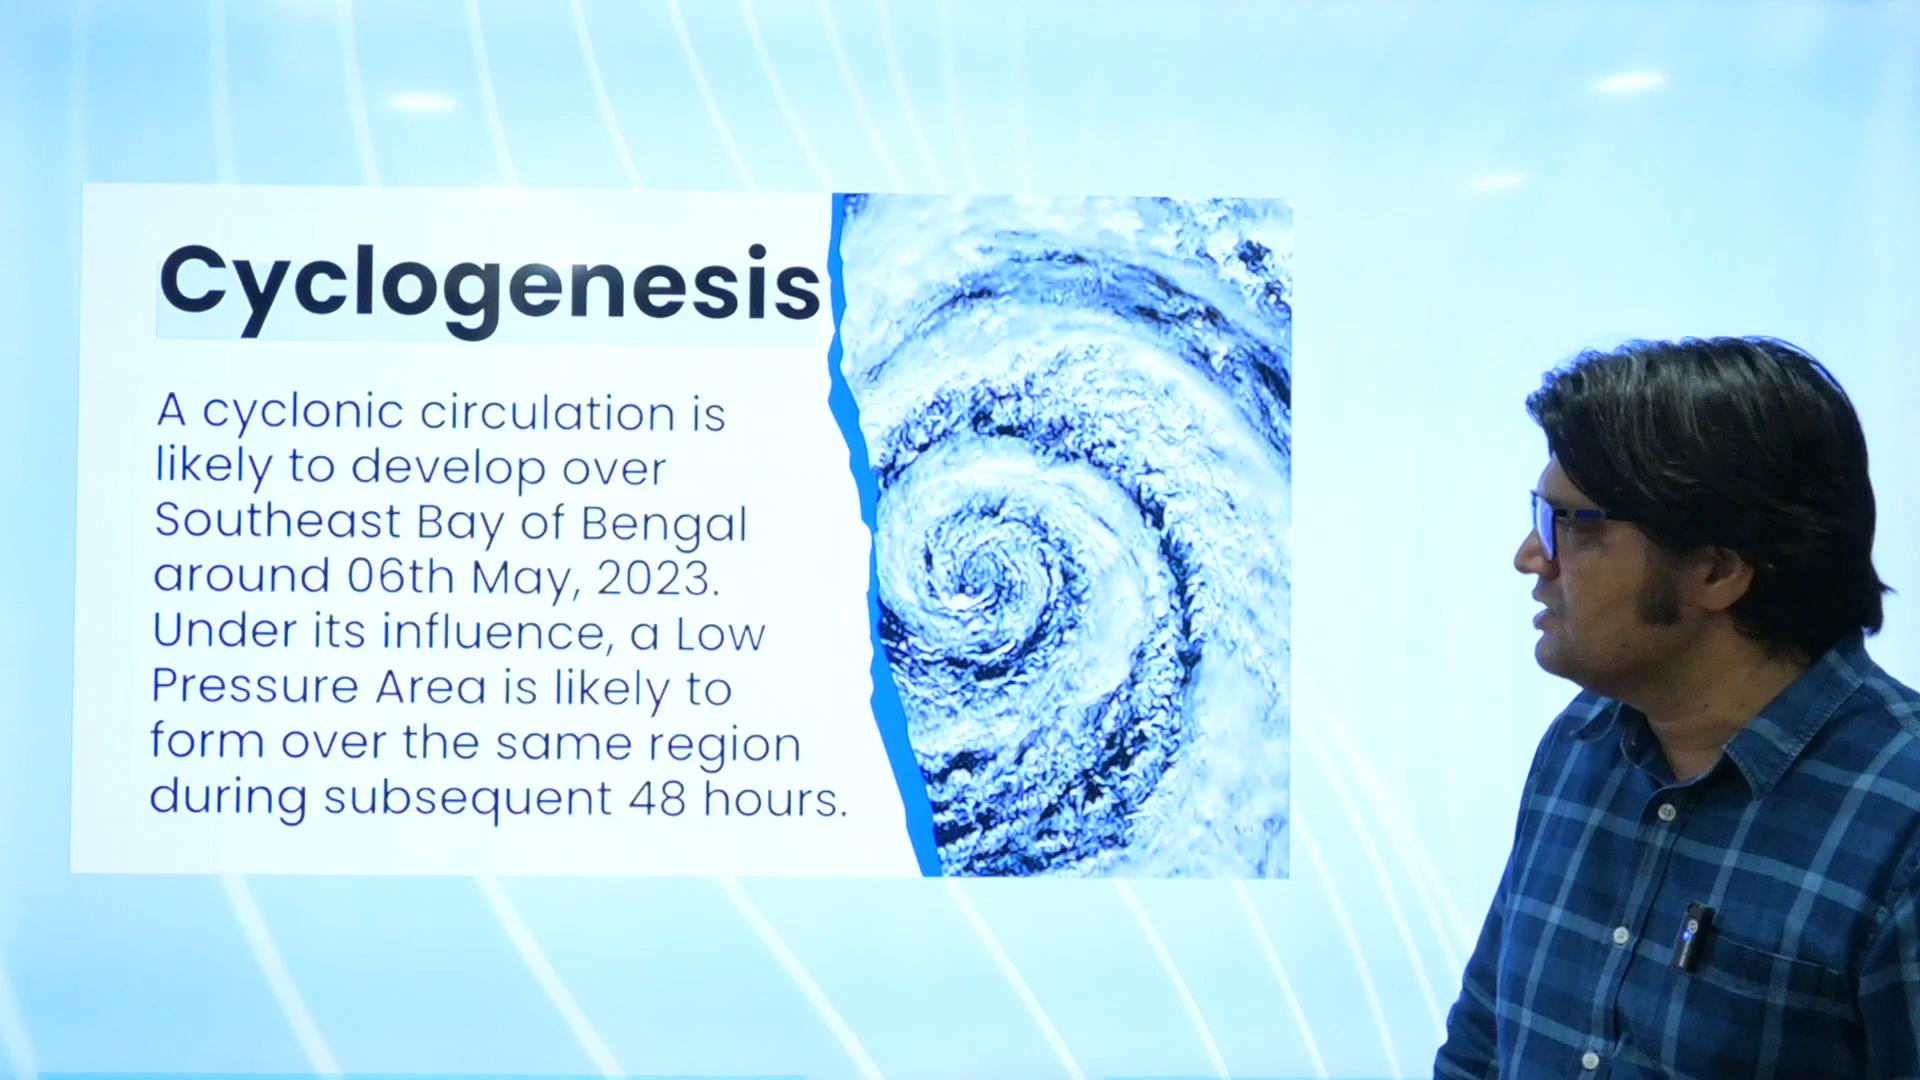 Cyclogenesis
A cyclonic circulation is
likely to develop over
Southeast Bay of Bengal
around 06th May, 2023.
Under its influence, a Low
Pressure Area is likely to
form over the same region
during subsequent 48 hours.